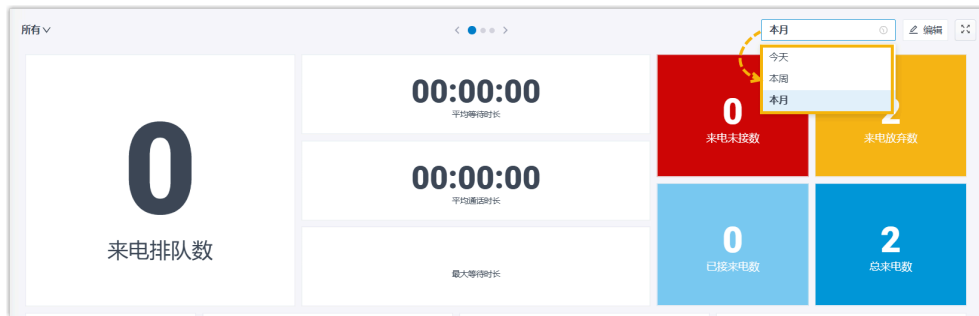 所有
本月
编辑
今天
本周
本月
0
来电排队数
00:00:00
平均等待时长
00:00:00
平均通话时长
最大等待时长
0
来电未接数
2
来电放弃数
0
已接来电数
2
总来电数